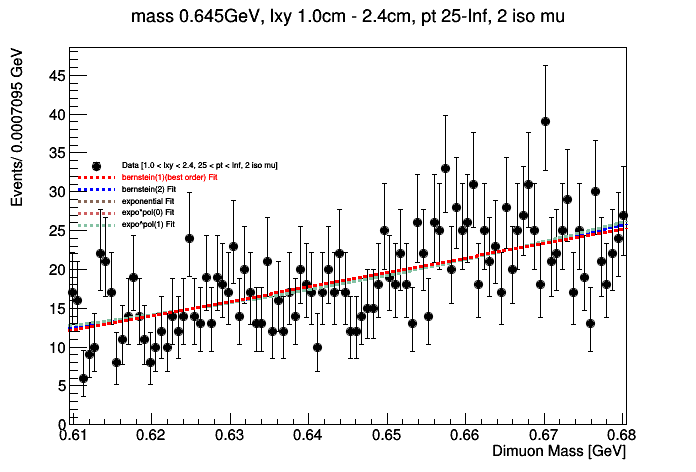 mass 0.645GeV, lxy 1.0cm - 2.4cm, pt 25-Inf, 2 iso mu
Events/ 0.0007095 GeV
45
40
35
30
25
20
15
10
5
0
Data [1.0 < lxy < 2.4, 25 < pt < Inf, 2 iso mu]
bernstein(1)(best order) Fit
bernstein(2) Fit
exponential Fit
expo*pol(0) Fit
expo*pol(1) Fit
0.61 0.62 0.63 0.64 0.65 0.66 0.67 0.68
Dimuon Mass [GeV]